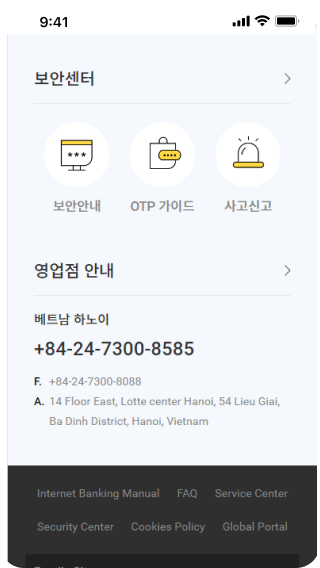 9:41
보안센터
보안안내 OTP 가이드 사고신고
영업점 안내
베트남 하노이
+84-24-7300-8585
F. +84-24-7300-8088
A. 14 Floor East, Lotte center Hanoi, 54 Lieu Giai,
Ba Dinh District, Hanoi, Vietnam
Internet Banking Manual FAQ Service Center
Security Center Cookies Policy Global Portal